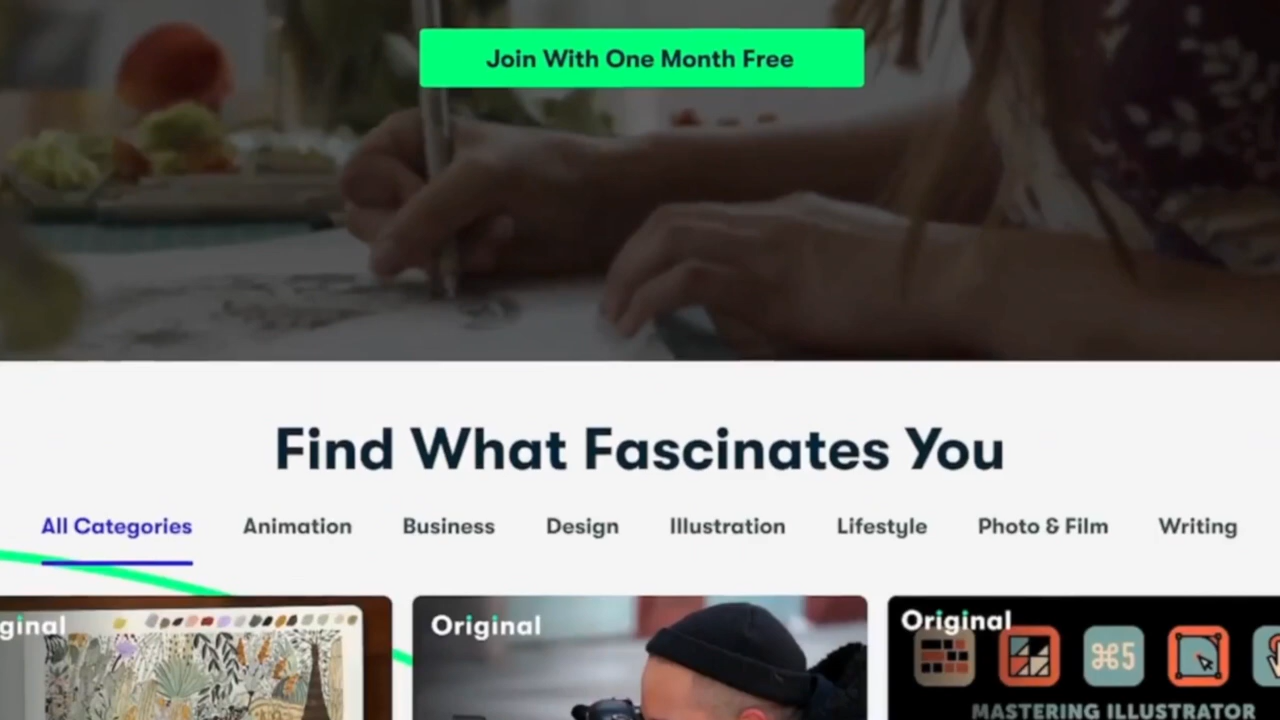 Join With One Month Free
Find What Fascinates You
All Categories Animation Business Design Illustration Lifestyle Photo & Film Writing
ginal Original Original
⌘5
MASTERING ILLUSTRATOR